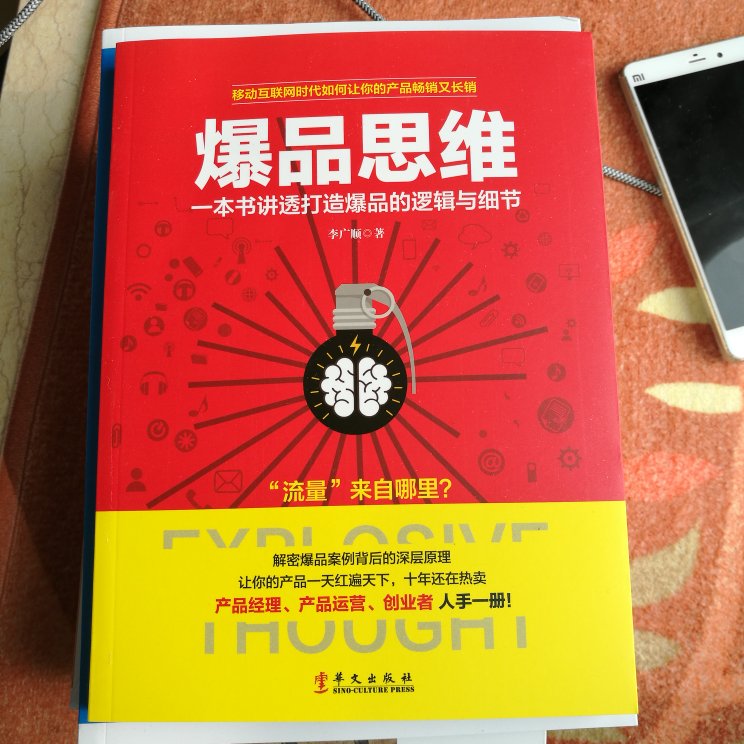 移动互联网时代如何让你的产品畅销又长销
爆品思维
一本书讲透打造爆品的逻辑与细节
李广顺◎著
“流量”来自哪里？
EXPLOSIVE
解密爆品案例背后的深层原理
让你的产品一天红遍天下，十年还在热卖
产品经理、产品运营、创业者 人手一册！
THOUGHT
华文出版社
SINO-CULTURE PRESS
mi